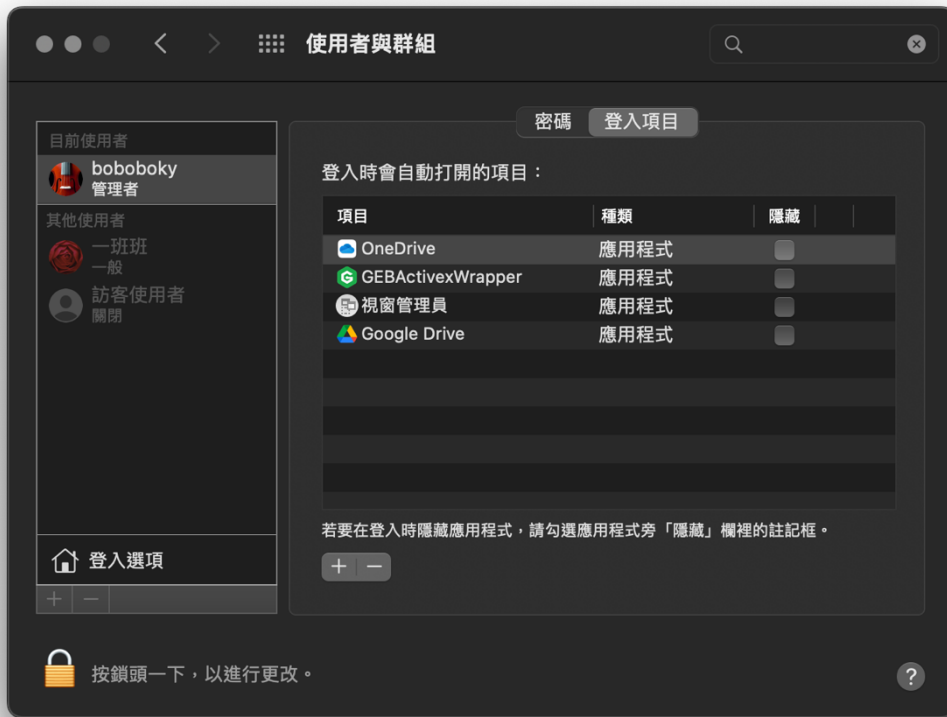 使用者與群組
密碼 登入項目
目前使用者
boboboky
管理者
其他使用者
一班班
一般
訪客使用者
關閉
登入選項
登入時會自動打開的項目：
項目 種類 隱藏
OneDrive 應用程式
GEBActivexWrapper 應用程式
視窗管理員 應用程式
Google Drive 應用程式
若要在登入時隱藏應用程式，請勾選應用程式旁「隱藏」欄裡的註記框。
按鎖頭一下，以進行更改。